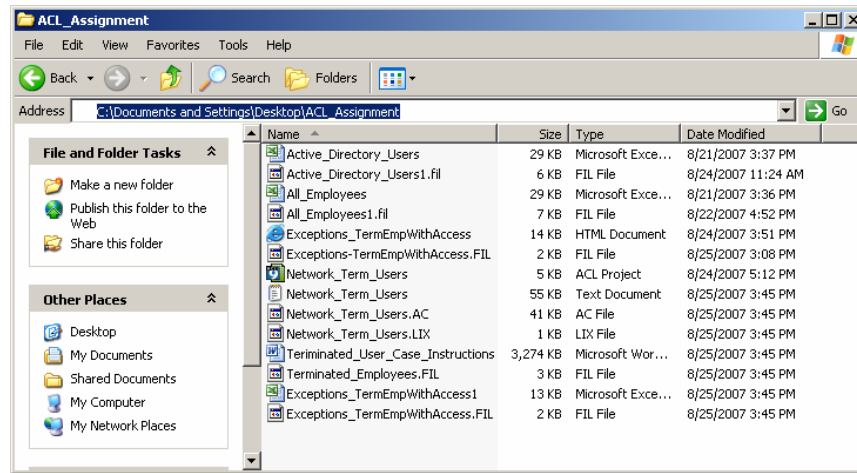 ACL_Assignment
File Edit View Favorites Tools Help
Back Search Folders
Address C:\Documents and Settings\Desktop\ACL_Assignment Go
File and Folder Tasks
Make a new folder
Publish this folder to the
Web
Share this folder
Other Places
Desktop
My Documents
Shared Documents
My Computer
My Network Places
Name Size Type Date Modified
Active_Directory_Users 29 KB Microsoft Exce... 8/21/2007 3:37 PM
Active_Directory_Users1.fil 6 KB FIL File 8/24/2007 11:24 AM
All_Employees 29 KB Microsoft Exce... 8/21/2007 3:36 PM
All_Employees1.fil 7 KB FIL File 8/22/2007 4:52 PM
Exceptions_TermEmpWithAccess 14 KB HTML Document 8/24/2007 3:51 PM
Exceptions-TermEmpWithAccess.FIL 2 KB FIL File 8/25/2007 3:08 PM
Network_Term_Users 5 KB ACL Project 8/24/2007 5:12 PM
Network_Term_Users 55 KB Text Document 8/25/2007 3:45 PM
Network_Term_Users.AC 41 KB AC File 8/25/2007 3:45 PM
Network_Term_Users.LIX 1 KB LIX File 8/25/2007 3:45 PM
Teriminated_User_Case_Instructions 3,274 KB Microsoft Wor... 8/25/2007 3:45 PM
Terminated_Employees.FIL 3 KB FIL File 8/25/2007 3:45 PM
Exceptions_TermEmpWithAccess1 13 KB Microsoft Exce... 8/25/2007 3:45 PM
Exceptions_TermEmpWithAccess.FIL 2 KB FIL File 8/25/2007 3:45 PM